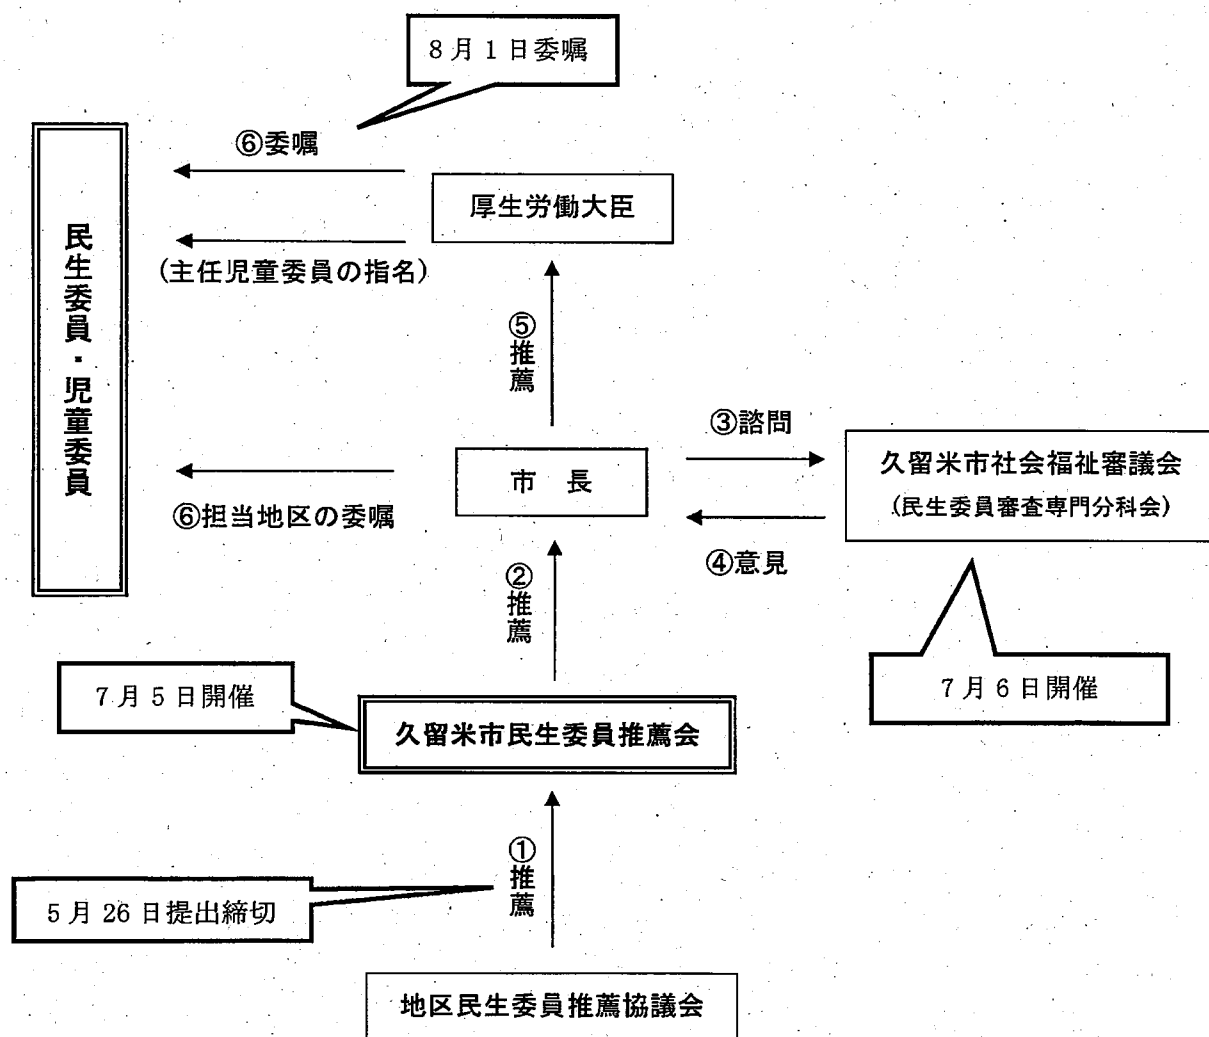 8月1日委嘱
⑥委嘱
厚生労働大臣
(主任児童委員の指名)
民生委員・児童委員
⑤推薦
③諮問
久留米市社会福祉審議会
(民生委員審査専門分科会)
市 長
⑥担当地区の委嘱
④意見
②推薦
7月5日開催
7月6日開催
久留米市民生委員推薦会
①推薦
5月26日提出締切
地区民生委員推薦協議会